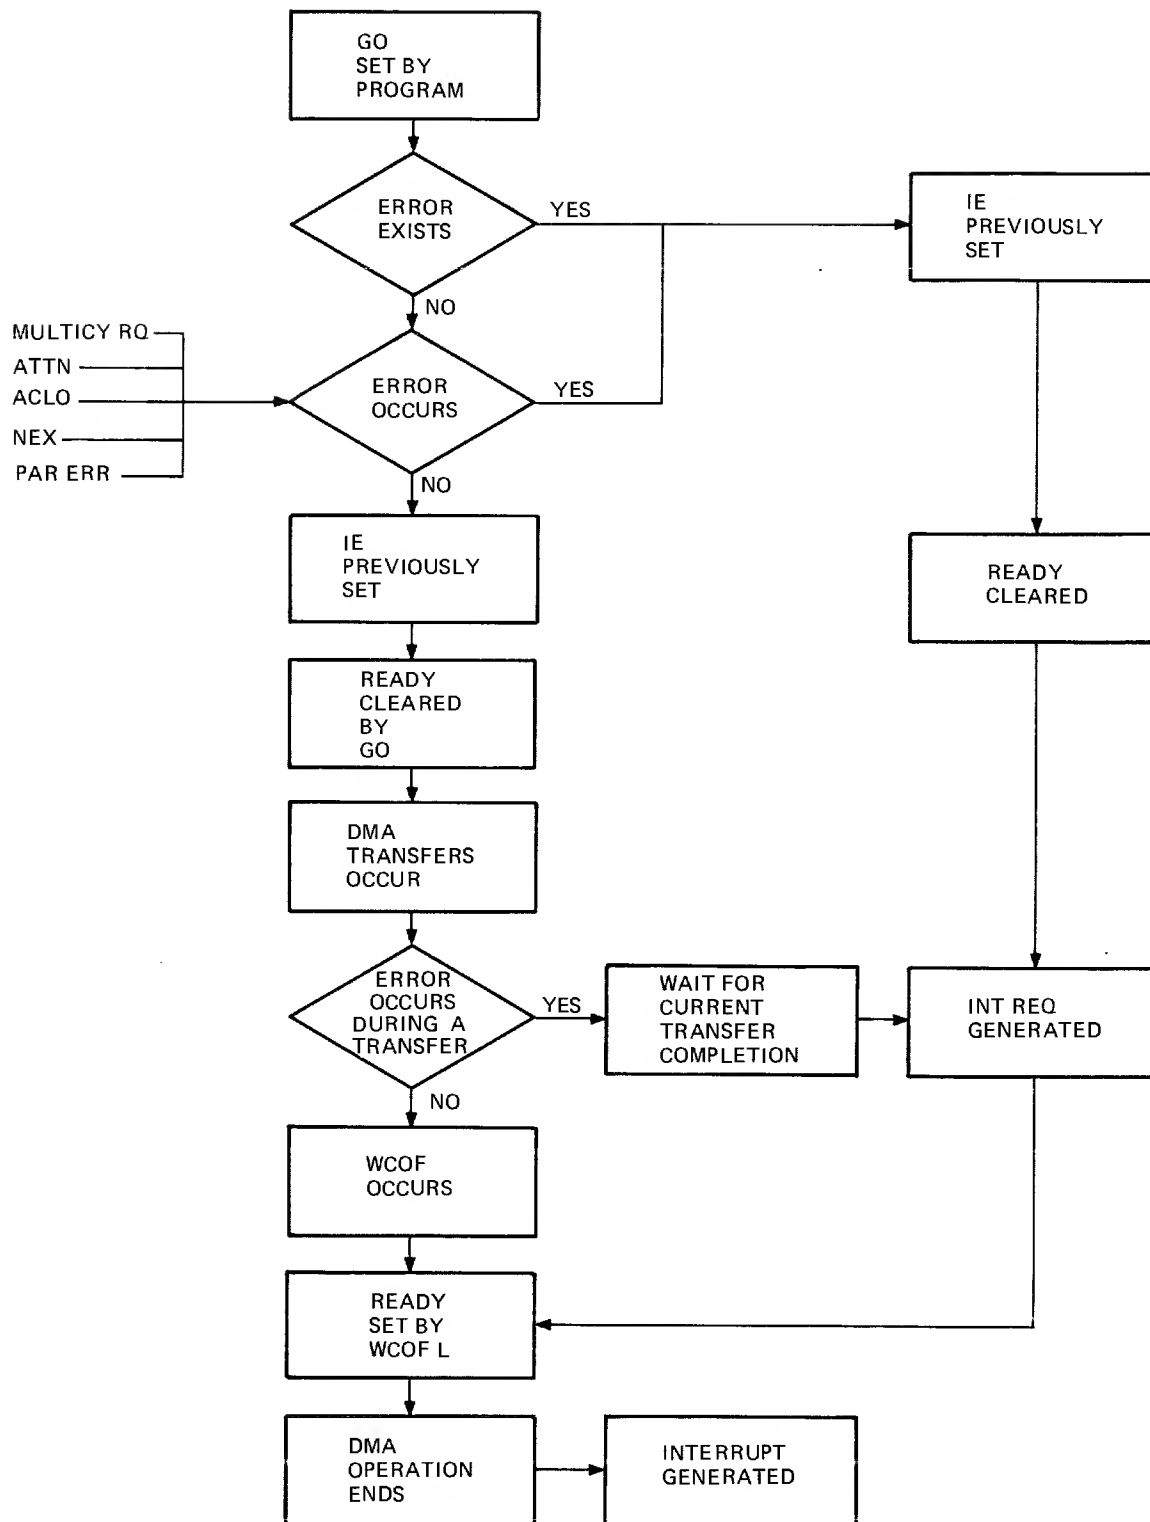 GO
SET BY
PROGRAM
ERROR
EXISTS
YES
IE
PREVIOUSLY
SET
NO
MULTICY RQ
ATTN
ACLO
NEX
PAR ERR
ERROR
OCCURS
YES
NO
IE
PREVIOUSLY
SET
READY
CLEARED
READY
CLEARED
BY
GO
DMA
TRANSFERS
OCCUR
ERROR
OCCURS
DURING A
TRANSFER
YES
WAIT FOR
CURRENT
TRANSFER
COMPLETION
INT REQ
GENERATED
NO
WCOF
OCCURS
READY
SET BY
WCOF L
DMA
OPERATION
ENDS
INTERRUPT
GENERATED